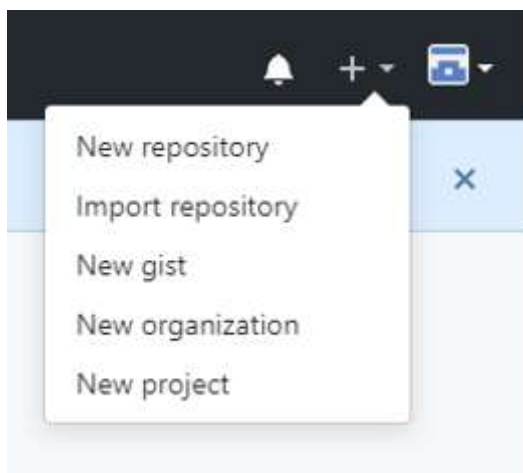 New repository
Import repository
New gist
New organization
New project